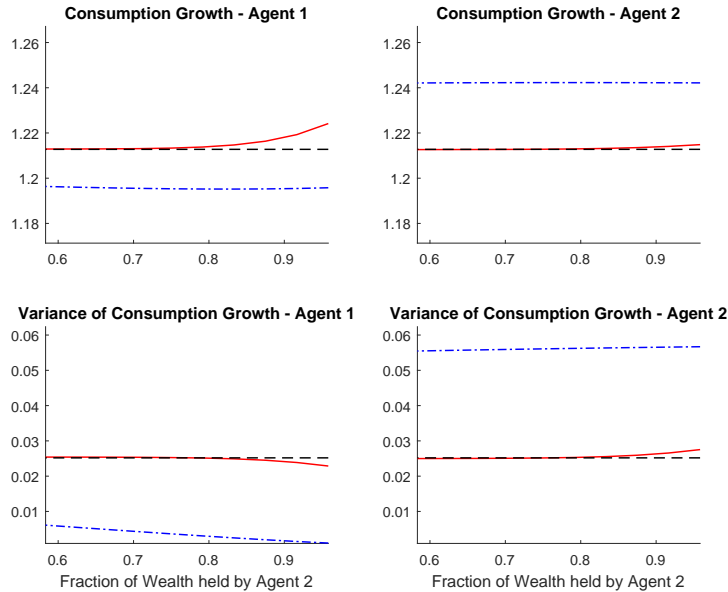 Consumption Growth - Agent 1
1.26
1.24
1.22
1.2
1.18
0.6 0.7 0.8 0.9
Consumption Growth - Agent 2
1.26
1.24
1.22
1.2
1.18
0.6 0.7 0.8 0.9
Variance of Consumption Growth - Agent 1
0.06
0.05
0.04
0.03
0.02
0.01
0.6 0.7 0.8 0.9
Fraction of Wealth held by Agent 2
Variance of Consumption Growth - Agent 2
0.06
0.05
0.04
0.03
0.02
0.01
0.6 0.7 0.8 0.9
Fraction of Wealth held by Agent 2